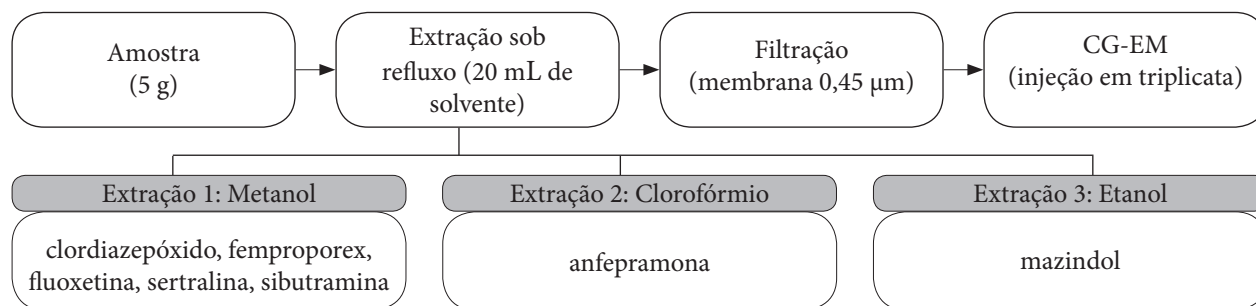 Amostra
(5 g)
Extração sob
refluxo (20 mL de
solvente)
Filtração
(membrana 0,45 µm)
CG-EM
(injeção em triplicata)
Extração 1: Metanol
clordiazepóxido, femproporex,
fluoxetina, sertralina, sibutramina
Extração 2: Clorofórmio
anfepramona
Extração 3: Etanol
mazindol